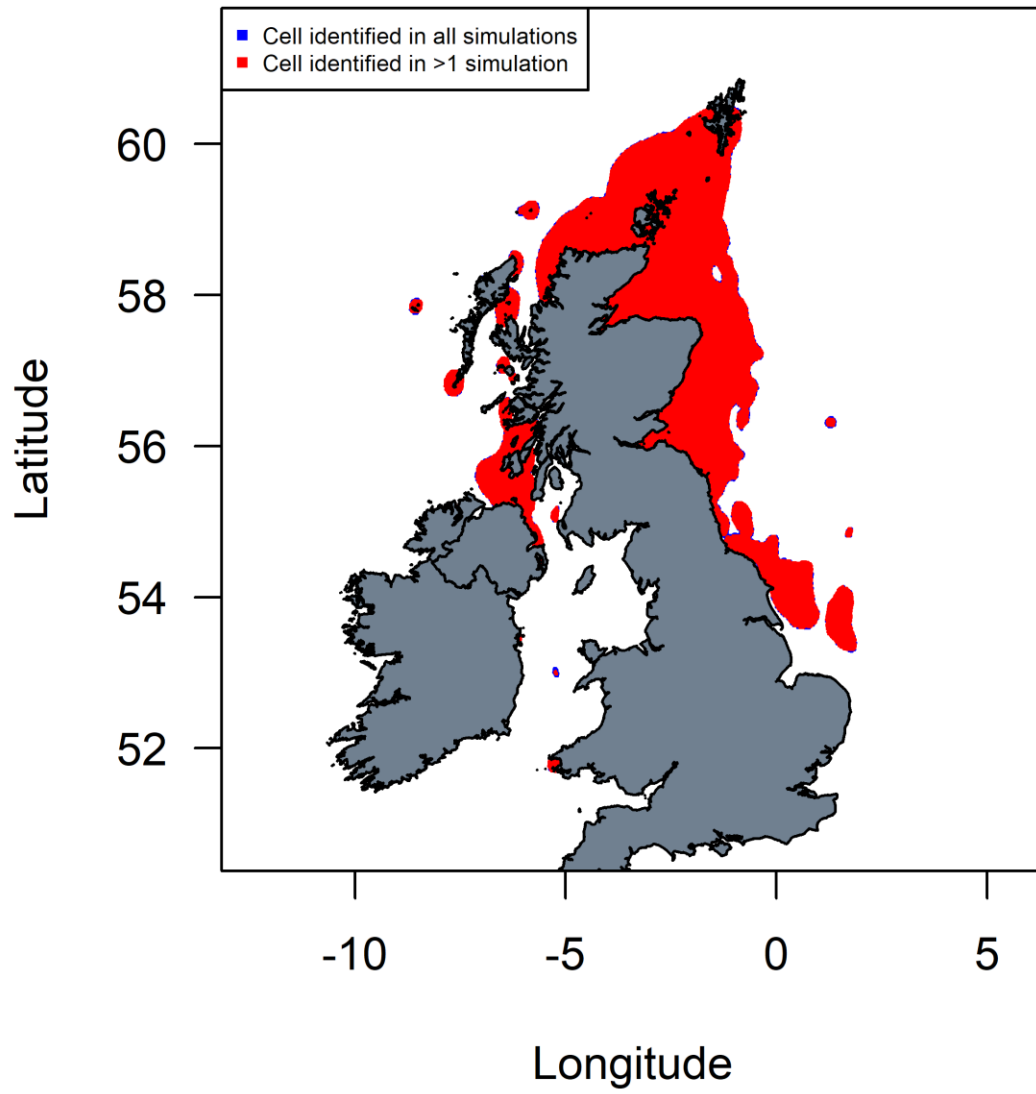 Cell identified in all simulations
Cell identified in >1 simulation
60
58
56
54
52
Latitude
-10 -5 0 5
Longitude